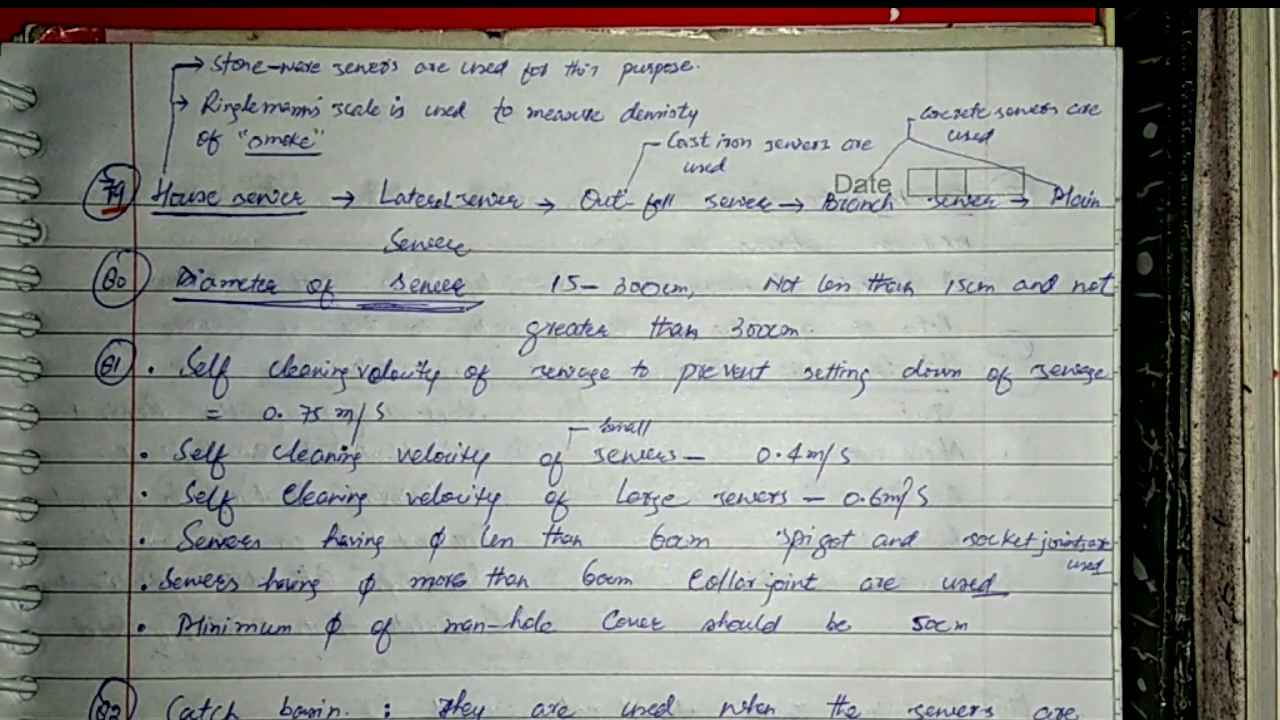 → Stone-ware sewers are used for this purpose.
→ Ringlemann's scale is used to measure density
of "smoke"
concrete sewers are
used
Cast iron sewers are
used
Date
79 House sewer → Lateral sewer → Out-fall sewer → Branch sewer → Main
Sewer
80 Diameter of sewer 15-300cm, Not less than 15cm and not
greater than 300cm.
81 • Self cleaning velocity of sewage to prevent setting down of sewage
= 0.75 m/s
• Self cleaning velocity of small sewers - 0.4m/s
• Self cleaning velocity of large sewers - 0.6m/s
• Sewers having ϕ less than 60cm spigot and socket joint are
used
• Sewers having ϕ more than 60cm Collar joint are used
• Minimum ϕ of man-hole cover should be 50cm
82 Catch basin : They are used when the sewers are